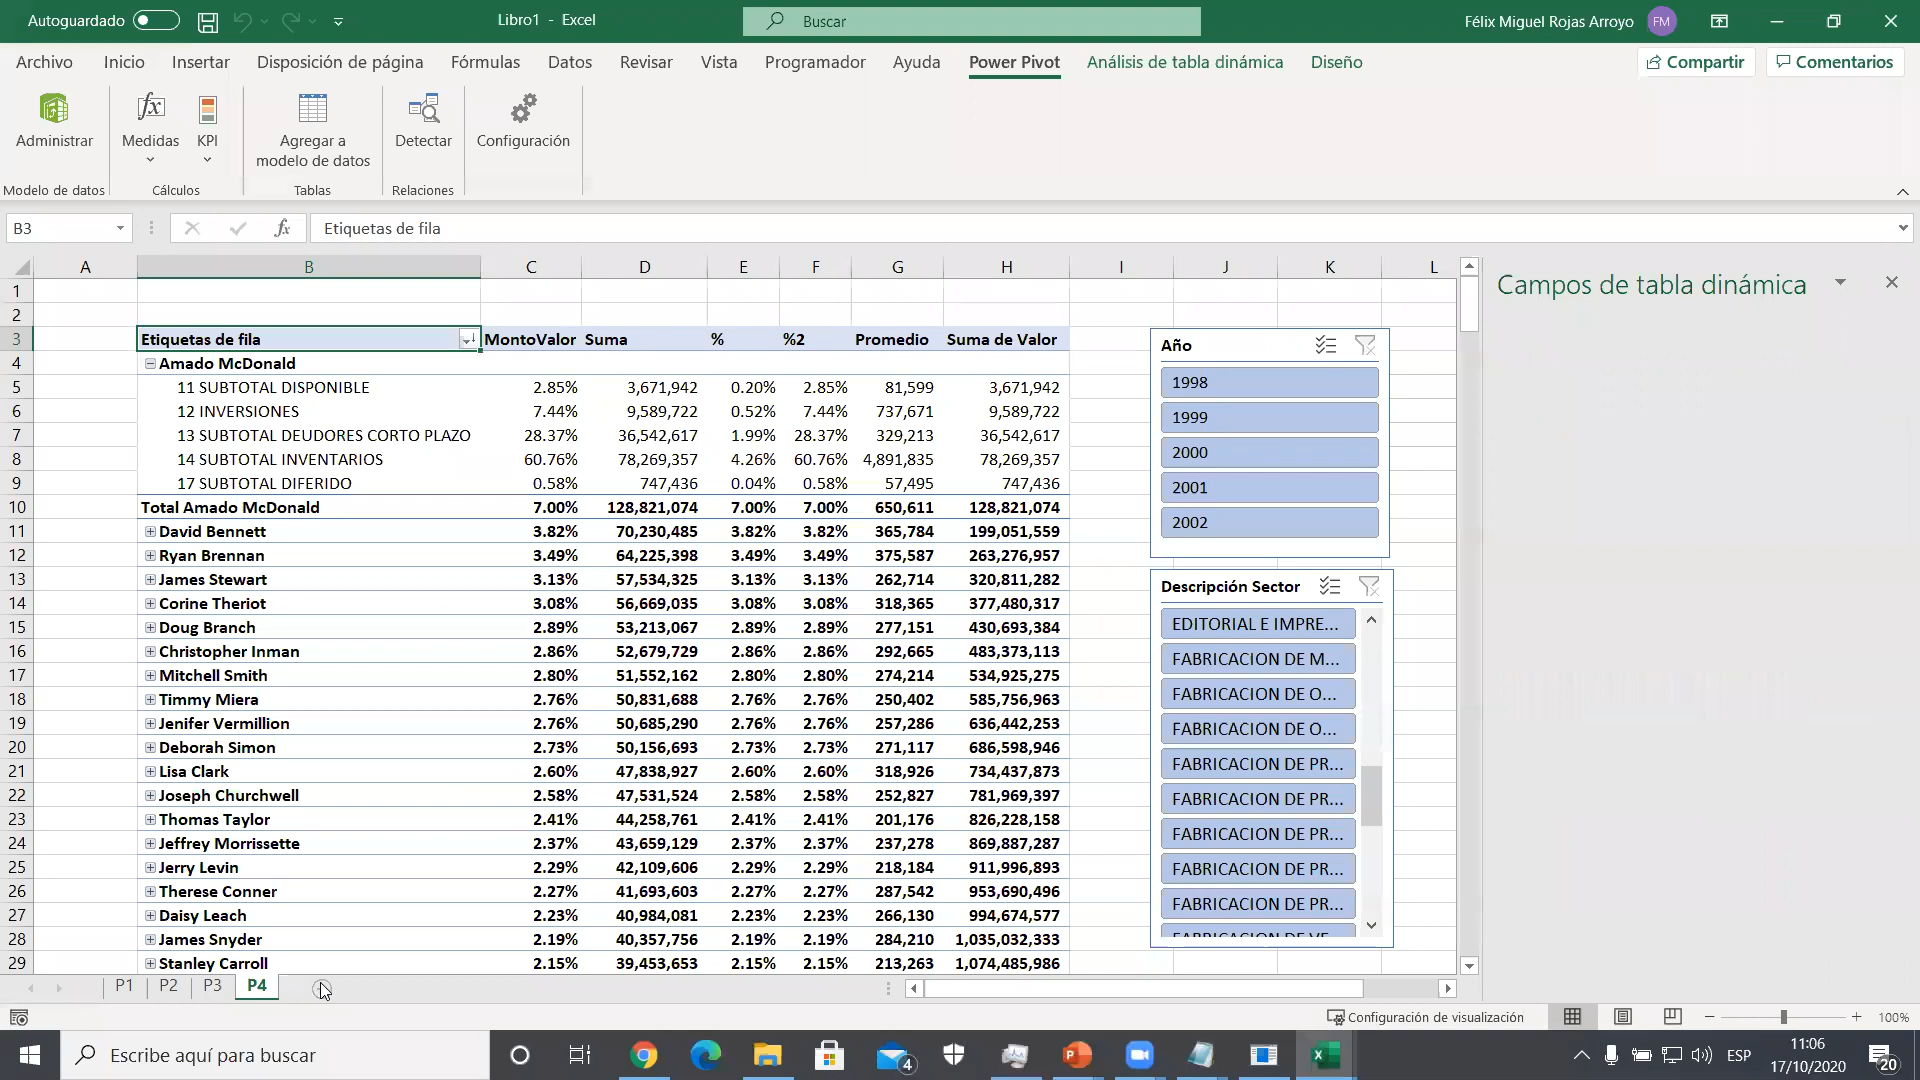 Autoguardado
Libro1 - Excel
Buscar
Félix Miguel Rojas Arroyo
FM
Archivo Inicio Insertar Disposición de página Fórmulas Datos Revisar Vista Programador Ayuda Power Pivot Análisis de tabla dinámica Diseño
Compartir
Comentarios
Administrar
Medidas
KPI
Agregar a
modelo de datos
Detectar
Configuración
Modelo de datos
Cálculos
Tablas
Relaciones
B3
fx
Etiquetas de fila
A B C D E F G H I J K L
1
2
3 Etiquetas de fila MontoValor Suma % %2 Promedio Suma de Valor
4 Amado McDonald
5 11 SUBTOTAL DISPONIBLE 2.85% 3,671,942 0.20% 2.85% 81,599 3,671,942
6 12 INVERSIONES 7.44% 9,589,722 0.52% 7.44% 737,671 9,589,722
7 13 SUBTOTAL DEUDORES CORTO PLAZO 28.37% 36,542,617 1.99% 28.37% 329,213 36,542,617
8 14 SUBTOTAL INVENTARIOS 60.76% 78,269,357 4.26% 60.76% 4,891,835 78,269,357
9 17 SUBTOTAL DIFERIDO 0.58% 747,436 0.04% 0.58% 57,495 747,436
10 Total Amado McDonald 7.00% 128,821,074 7.00% 7.00% 650,611 128,821,074
11 David Bennett 3.82% 70,230,485 3.82% 3.82% 365,784 199,051,559
12 Ryan Brennan 3.49% 64,225,398 3.49% 3.49% 375,587 263,276,957
13 James Stewart 3.13% 57,534,325 3.13% 3.13% 262,714 320,811,282
14 Corine Theriot 3.08% 56,669,035 3.08% 3.08% 318,365 377,480,317
15 Doug Branch 2.89% 53,213,067 2.89% 2.89% 277,151 430,693,384
16 Christopher Inman 2.86% 52,679,729 2.86% 2.86% 292,665 483,373,113
17 Mitchell Smith 2.80% 51,552,162 2.80% 2.80% 274,214 534,925,275
18 Timmy Miera 2.76% 50,831,688 2.76% 2.76% 250,402 585,756,963
19 Jenifer Vermillion 2.76% 50,685,290 2.76% 2.76% 257,286 636,442,253
20 Deborah Simon 2.73% 50,156,693 2.73% 2.73% 271,117 686,598,946
21 Lisa Clark 2.60% 47,838,927 2.60% 2.60% 318,926 734,437,873
22 Joseph Churchwell 2.58% 47,531,524 2.58% 2.58% 252,827 781,969,397
23 Thomas Taylor 2.41% 44,258,761 2.41% 2.41% 201,176 826,228,158
24 Jeffrey Morrissette 2.37% 43,659,129 2.37% 2.37% 237,278 869,887,287
25 Jerry Levin 2.29% 42,109,606 2.29% 2.29% 218,184 911,996,893
26 Therese Conner 2.27% 41,693,603 2.27% 2.27% 287,542 953,690,496
27 Daisy Leach 2.23% 40,984,081 2.23% 2.23% 266,130 994,674,577
28 James Snyder 2.19% 40,357,756 2.19% 2.19% 284,210 1,035,032,333
29 Stanley Carroll 2.15% 39,453,653 2.15% 2.15% 213,263 1,074,485,986
Año
1998
1999
2000
2001
2002
Descripción Sector
EDITORIAL E IMPRE...
FABRICACION DE M...
FABRICACION DE O...
FABRICACION DE O...
FABRICACION DE PR...
FABRICACION DE PR...
FABRICACION DE PR...
FABRICACION DE PR...
FABRICACION DE PR...
FABRICACION DE VE...
Campos de tabla dinámica
P1 P2 P3 P4
Configuración de visualización
100%
Escribe aquí para buscar
4
ESP
11:06
17/10/2020
20